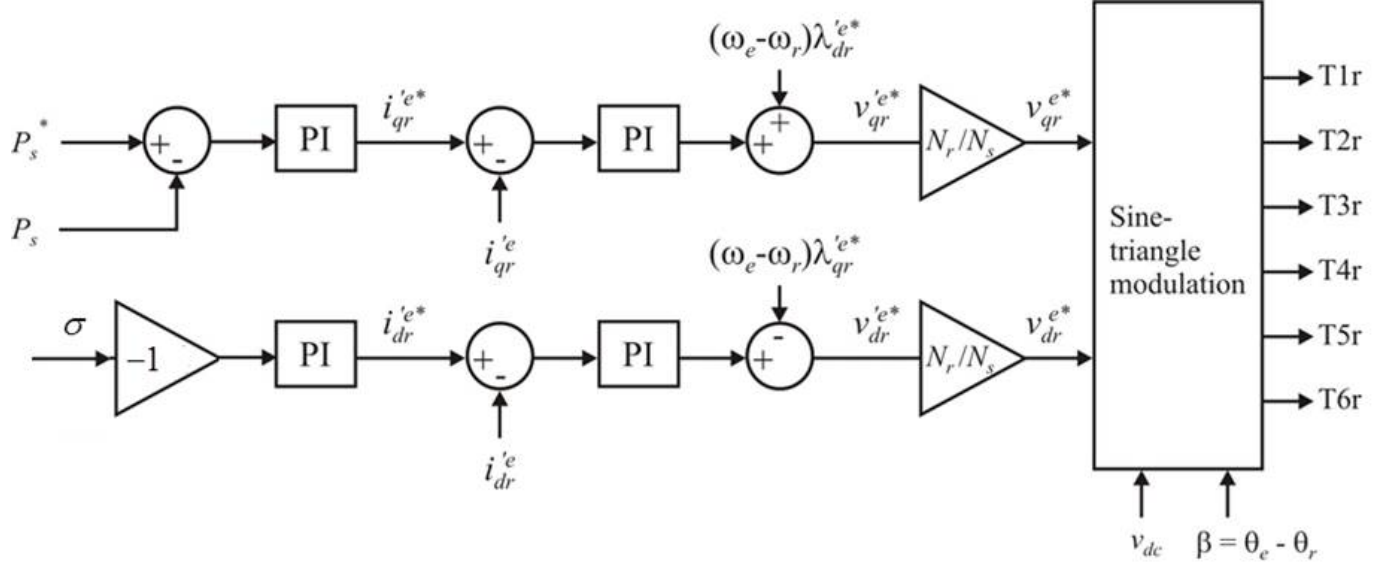 (ωₑ-ωᵣ)λ'ᵉ*dr
Pₛ*
+
-
PI
i'ᵉ*qr
+
-
PI
+
+
v'ᵉ*qr
Nᵣ/Nₛ
vᵉ*qr
Pₛ
i'ᵉqr
(ωₑ-ωᵣ)λ'ᵉ*qr
σ
−1
PI
i'ᵉ*dr
+
-
PI
+
-
v'ᵉ*dr
Nᵣ/Nₛ
vᵉ*dr
i'ᵉdr
Sine-
triangle
modulation
T1r
T2r
T3r
T4r
T5r
T6r
v_dc
β = θₑ - θᵣ